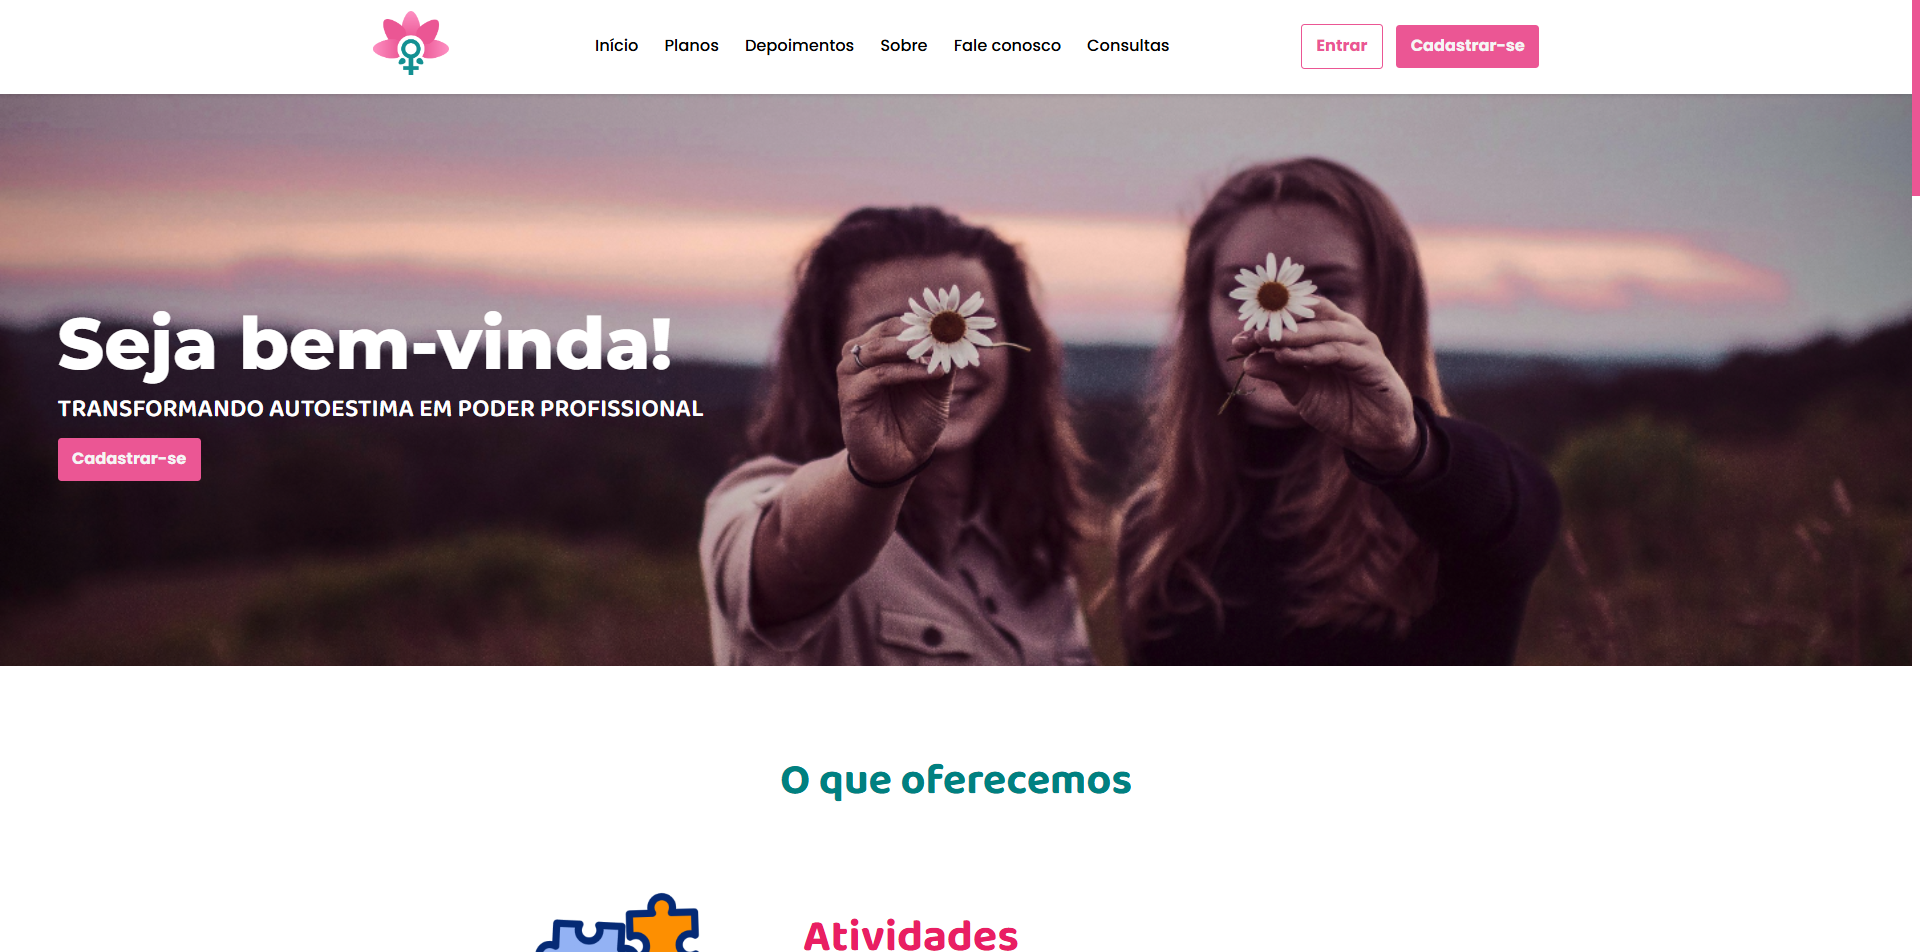 Início Planos Depoimentos Sobre Fale conosco Consultas Entrar Cadastrar-se
Seja bem-vinda!
TRANSFORMANDO AUTOESTIMA EM PODER PROFISSIONAL
Cadastrar-se
O que oferecemos
Atividades